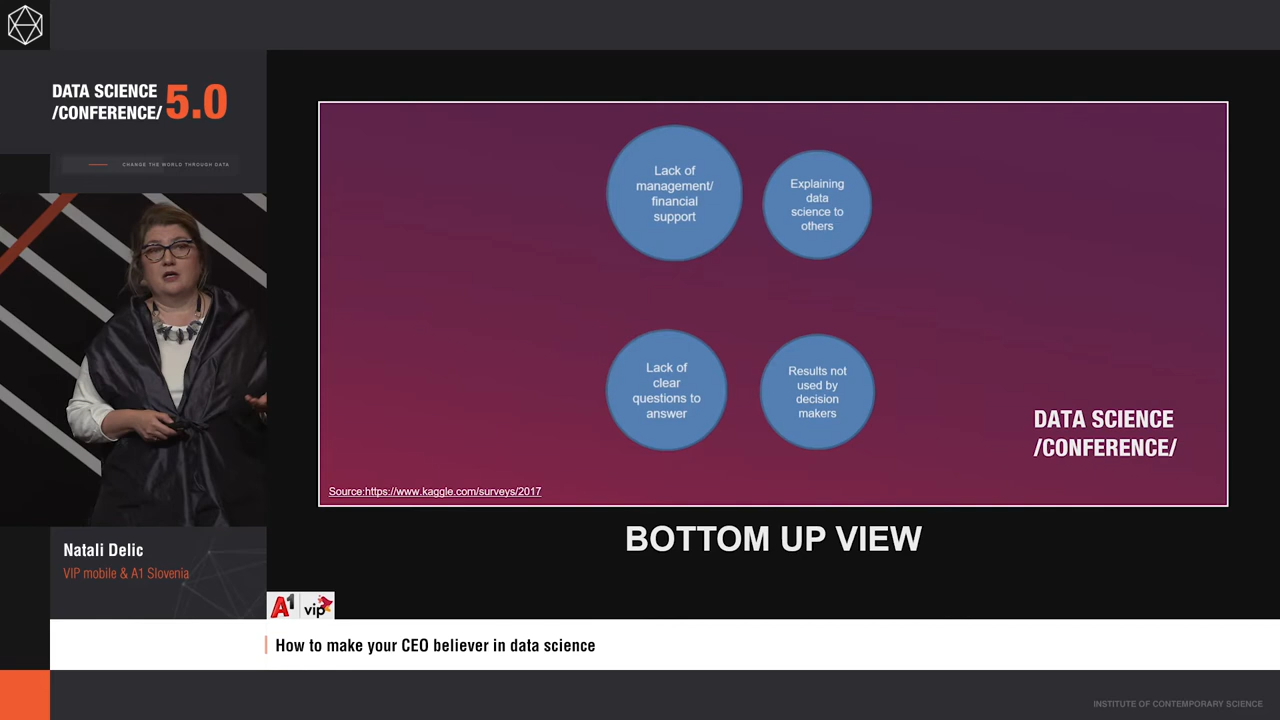 DATA SCIENCE
/CONFERENCE/ 5.0
CHANGE THE WORLD THROUGH DATA
Lack of
management/
financial
support
Explaining
data
science to
others
Lack of
clear
questions to
answer
Results not
used by
decision
makers
DATA SCIENCE
/CONFERENCE/
Source:https://www.kaggle.com/surveys/2017
BOTTOM UP VIEW
Natali Delic
VIP mobile & A1 Slovenia
A1 vip
How to make your CEO believer in data science
INSTITUTE OF CONTEMPORARY SCIENCE